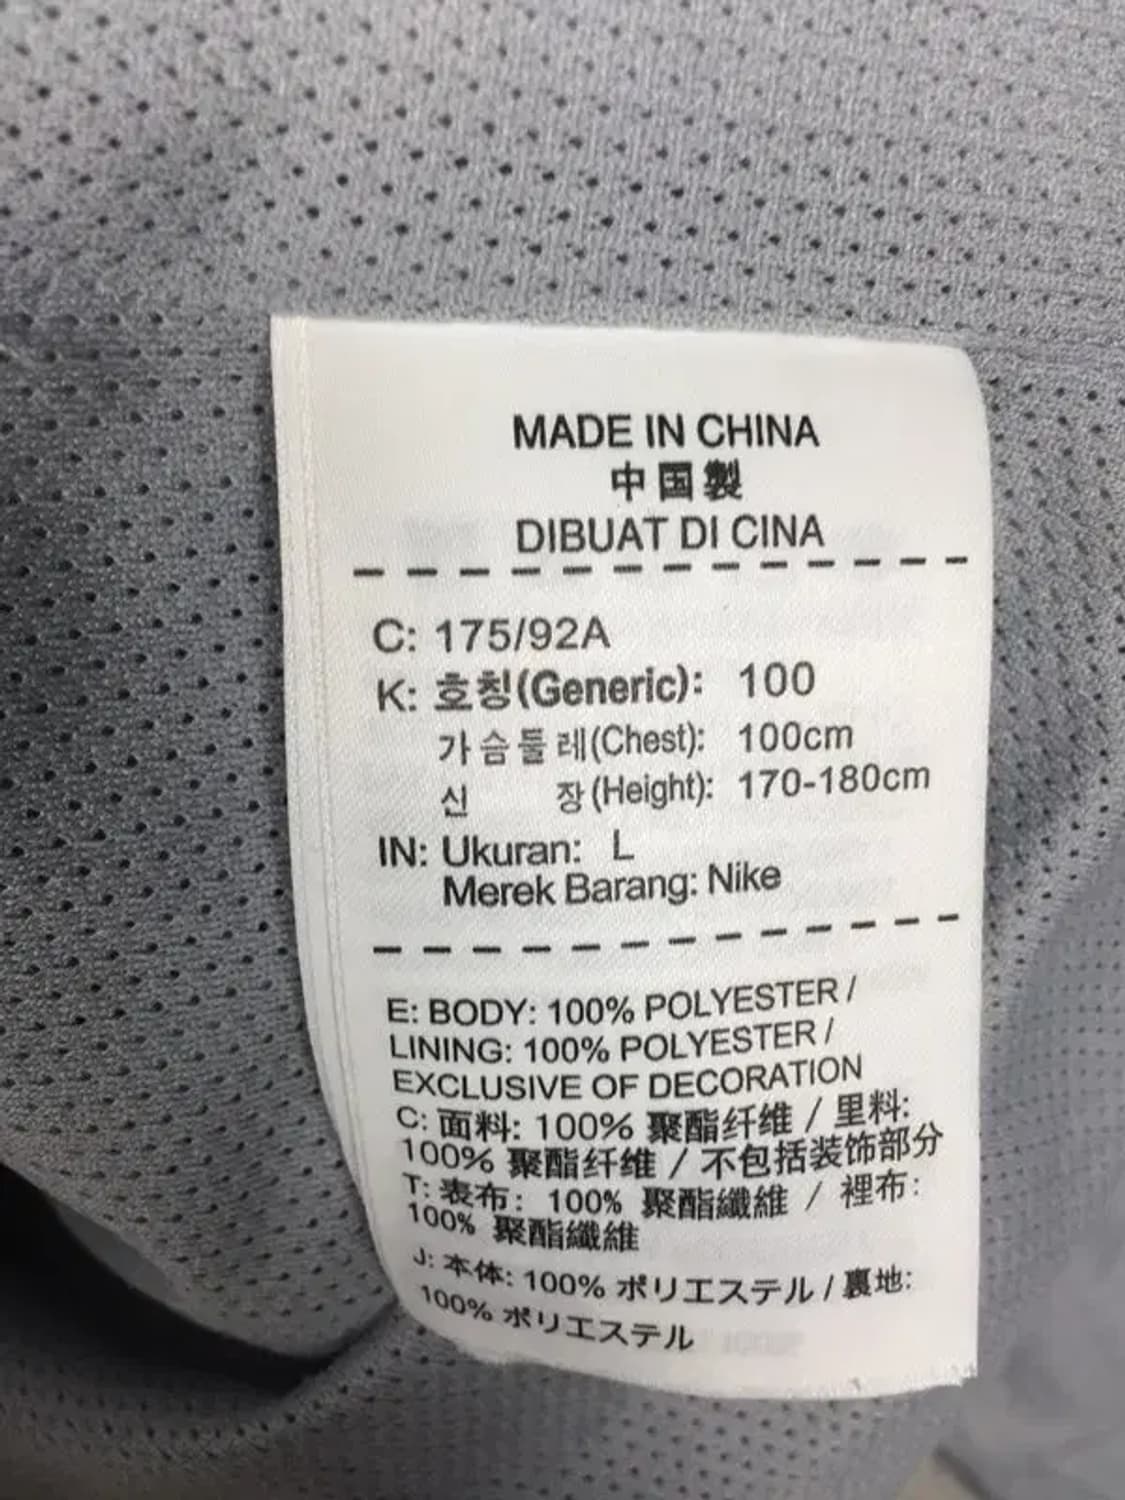 MADE IN CHINA
中国製
DIBUAT DI CINA
C: 175/92A
K: 호칭(Generic): 100
가슴둘레(Chest): 100cm
신 장(Height): 170-180cm
IN: Ukuran: L
Merek Barang: Nike
E: BODY: 100% POLYESTER /
LINING: 100% POLYESTER /
EXCLUSIVE OF DECORATION
C: 面料: 100% 聚酯纤维 / 里料:
100% 聚酯纤维 / 不包括装饰部分
T: 表布: 100% 聚酯纖維 / 裡布:
100% 聚酯纖維
J: 本体: 100% ポリエステル / 裏地:
100% ポリエステル